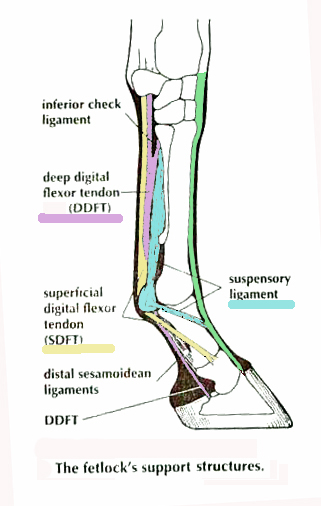 inferior check
ligament
deep digital
flexor tendon
(DDFT)
suspensory
ligament
superficial
digital flexor
tendon
(SDFT)
distal sesamoidean
ligaments
DDFT
The fetlock's support structures.